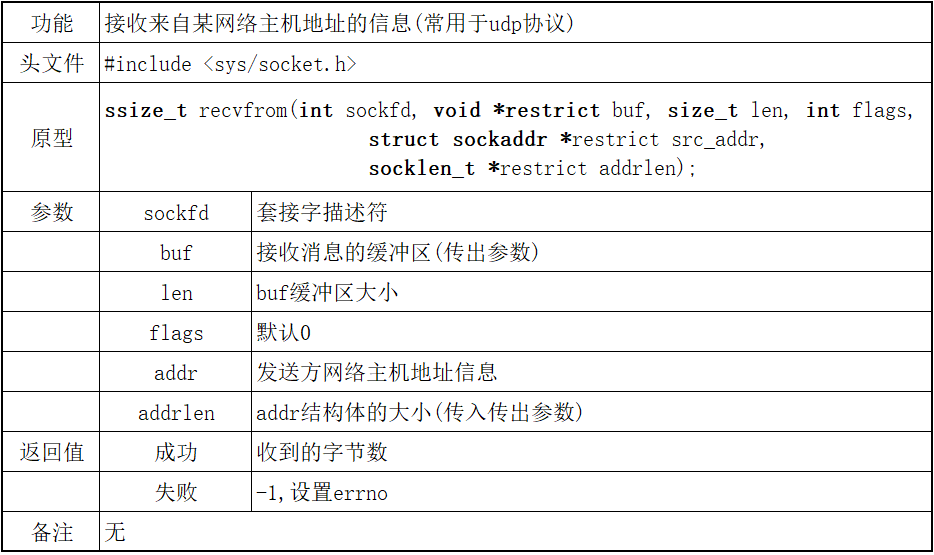 功能 接收来自某网络主机地址的信息(常用于udp协议)
头文件 #include <sys/socket.h>
原型 ssize_t recvfrom(int sockfd, void *restrict buf, size_t len, int flags,
struct sockaddr *restrict src_addr,
socklen_t *restrict addrlen);
参数 sockfd 套接字描述符
buf 接收消息的缓冲区(传出参数)
len buf缓冲区大小
flags 默认0
addr 发送方网络主机地址信息
addrlen addr结构体的大小(传入传出参数)
返回值 成功 收到的字节数
失败 -1,设置errno
备注 无